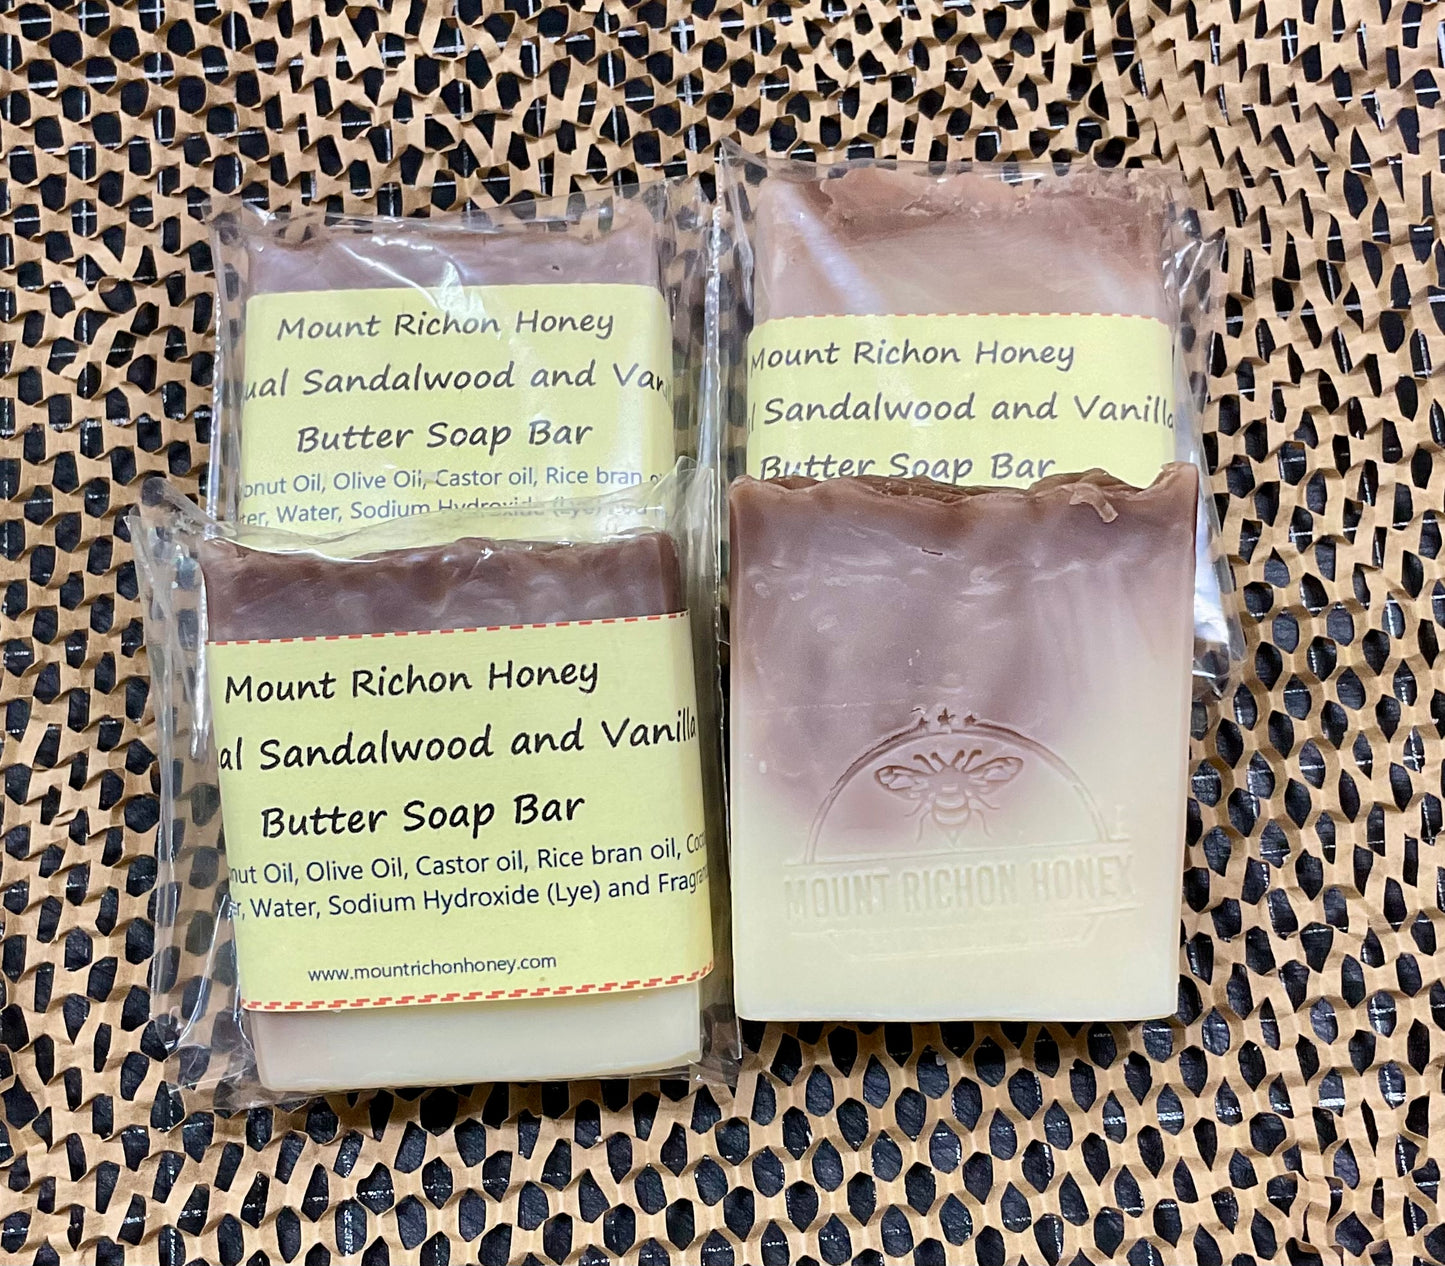 Mount Richon Honey
ual Sandalwood and Van
Butter Soap Bar
onut Oil, Olive Oil, Castor oil, Rice bran
ter, Water, Sodium Hydroxide (Lye)
Mount Richon Honey
l Sandalwood and Vanilla
Butter Soap Bar
Mount Richon Honey
al Sandalwood and Vanilla
Butter Soap Bar
nut Oil, Olive Oil, Castor oil, Rice bran oil, Coco
er, Water, Sodium Hydroxide (Lye) and Fragra
www.mountrichonhoney.com
MOUNT RICHON HONEY